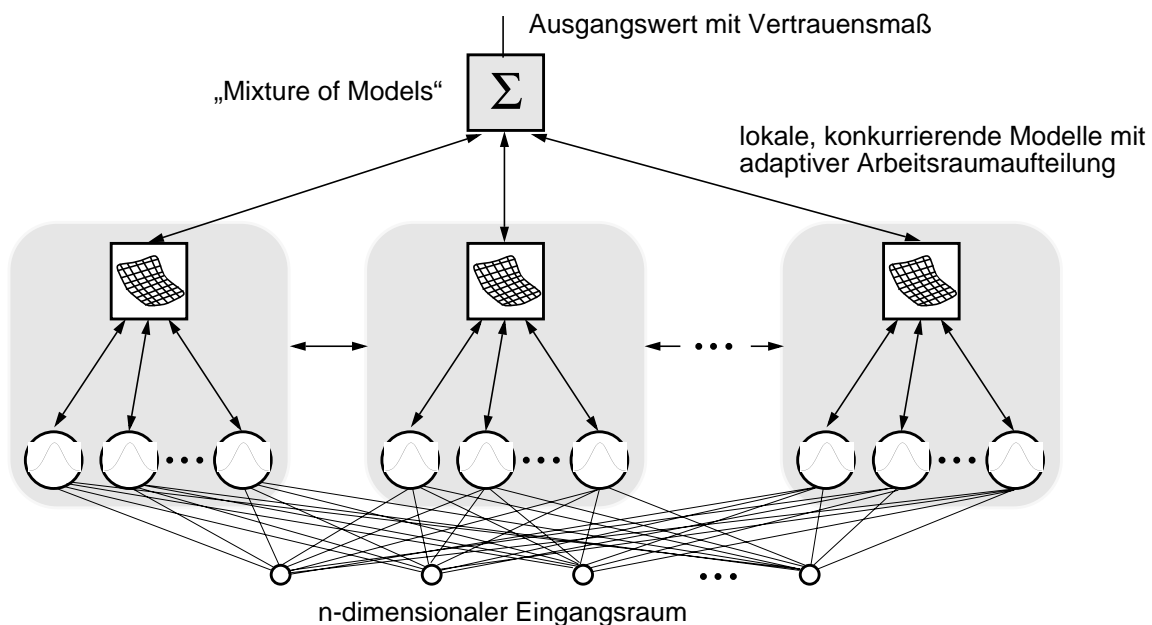 Ausgangswert mit Vertrauensmaß
„Mixture of Models“
Σ
lokale, konkurrierende Modelle mit
adaptiver Arbeitsraumaufteilung
n-dimensionaler Eingangsraum